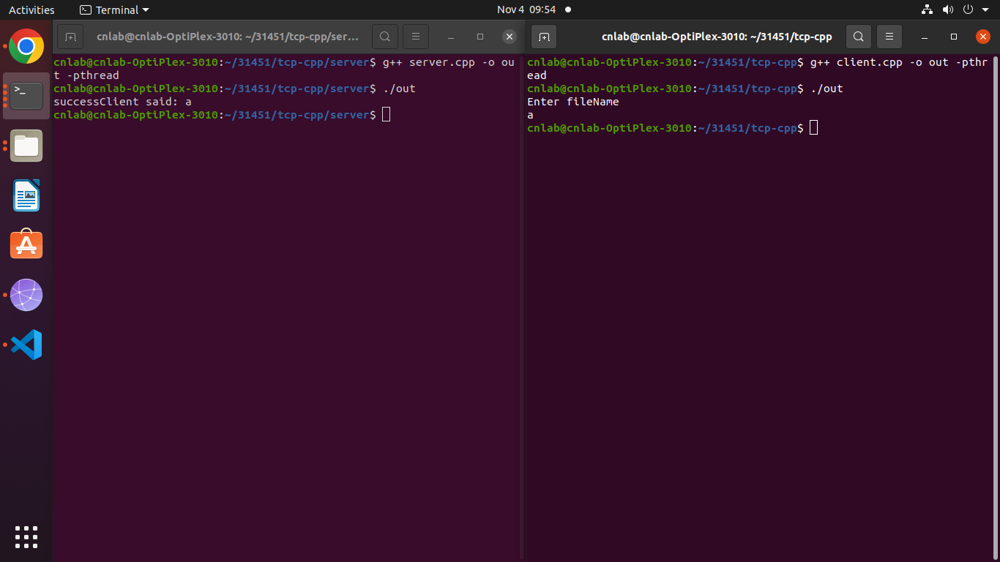 Activities
Terminal
Nov 4 09:54
cnlab@cnlab-OptiPlex-3010: ~/31451/tcp-cpp/ser…
cnlab@cnlab-OptiPlex-3010:~/31451/tcp-cpp/server$ g++ server.cpp -o ou
t -pthread
cnlab@cnlab-OptiPlex-3010:~/31451/tcp-cpp/server$ ./out
successClient said: a
cnlab@cnlab-OptiPlex-3010:~/31451/tcp-cpp/server$
cnlab@cnlab-OptiPlex-3010: ~/31451/tcp-cpp
cnlab@cnlab-OptiPlex-3010:~/31451/tcp-cpp$ g++ client.cpp -o out -pthr
ead
cnlab@cnlab-OptiPlex-3010:~/31451/tcp-cpp$ ./out
Enter fileName
a
cnlab@cnlab-OptiPlex-3010:~/31451/tcp-cpp$